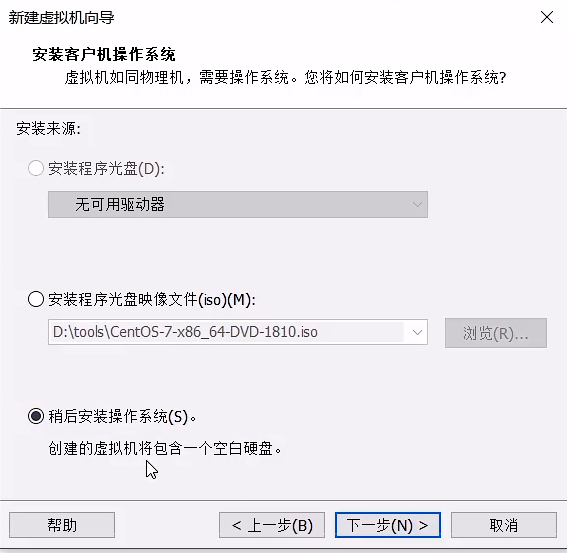 新建虚拟机向导
安装客户机操作系统
虚拟机如同物理机，需要操作系统。您将如何安装客户机操作系统?
安装来源:
安装程序光盘(D):
无可用驱动器
安装程序光盘映像文件(iso)(M):
D:\tools\CentOS-7-x86_64-DVD-1810.iso
浏览(R)...
稍后安装操作系统(S)。
创建的虚拟机将包含一个空白硬盘。
帮助
< 上一步(B)
下一步(N) >
取消